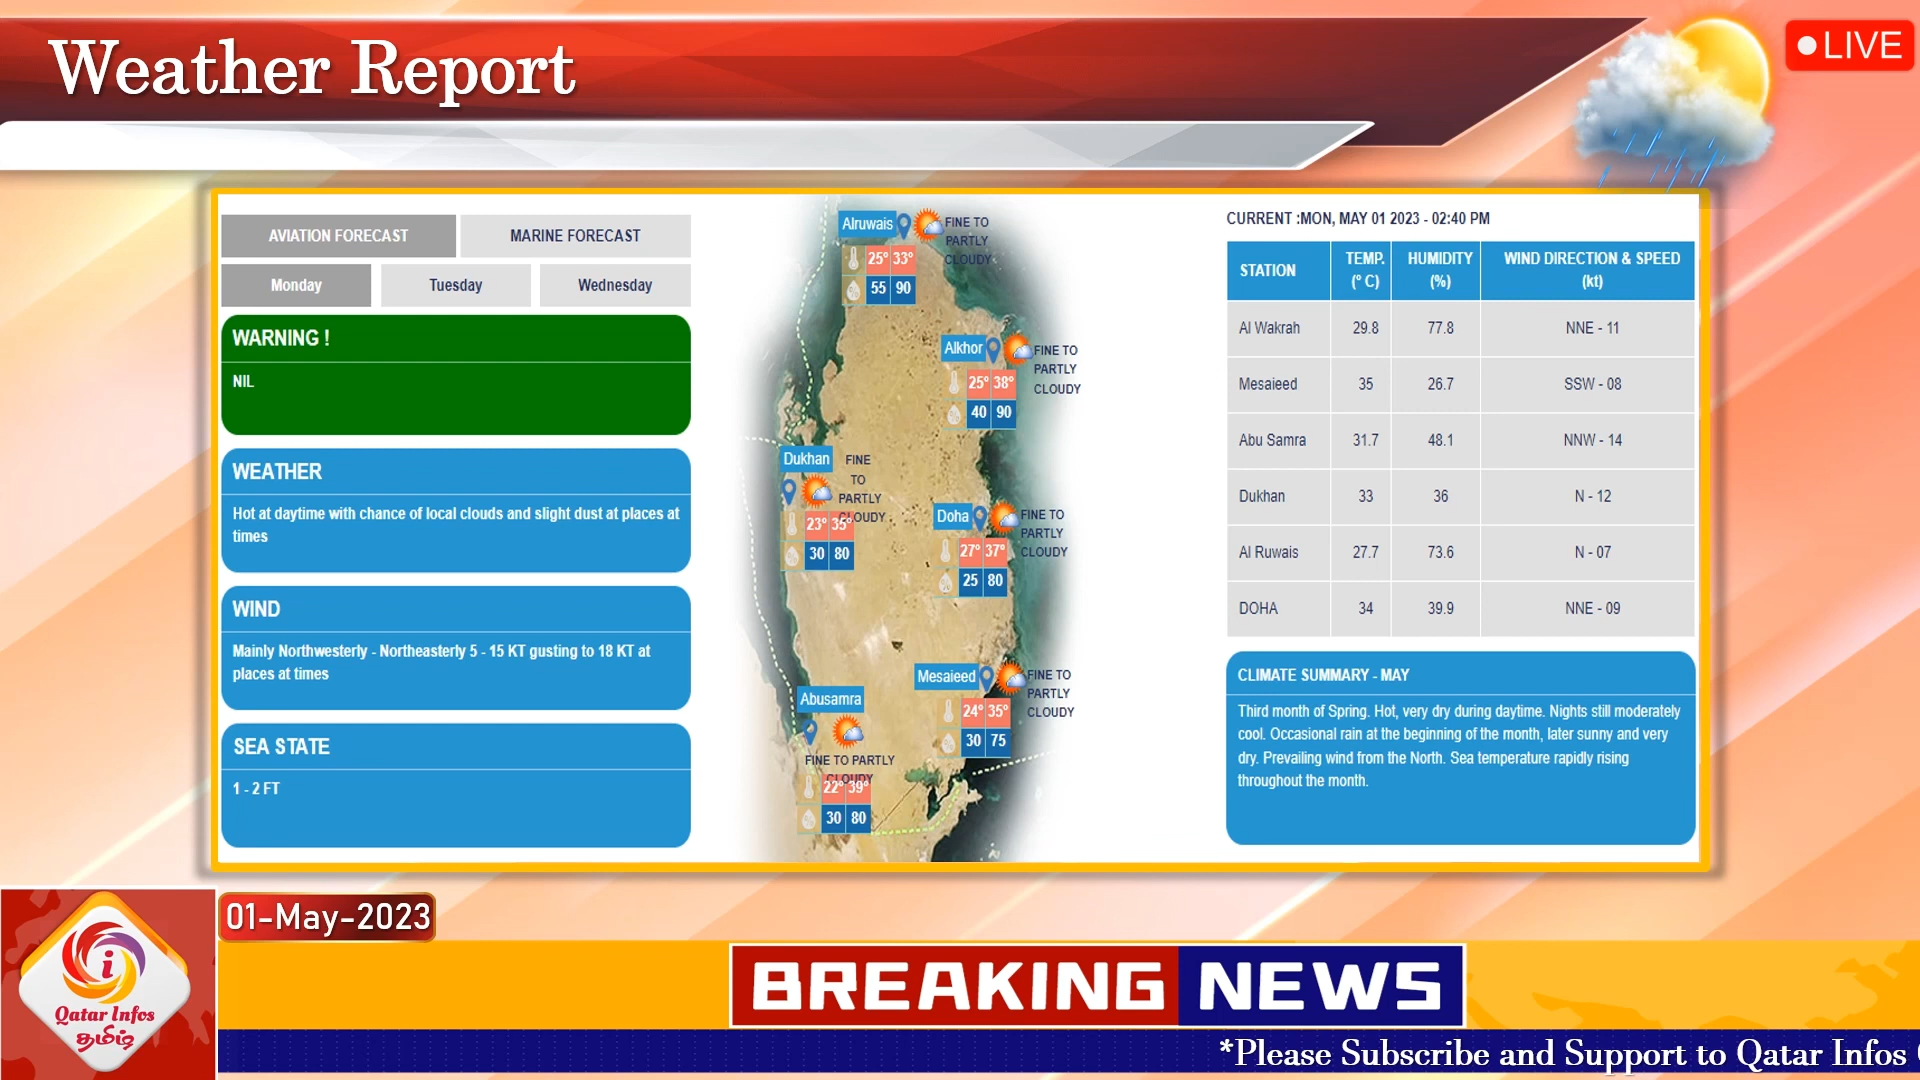 Weather Report
LIVE
AVIATION FORECAST
MARINE FORECAST
Monday
Tuesday
Wednesday
WARNING !
NIL
WEATHER
Hot at daytime with chance of local clouds and slight dust at places at
times
WIND
Mainly Northwesterly - Northeasterly 5 - 15 KT gusting to 18 KT at
places at times
SEA STATE
1 - 2 FT
Alruwais
FINE TO
PARTLY
CLOUDY
25° 33°
55 90
Alkhor
FINE TO
PARTLY
CLOUDY
25° 38°
40 90
Dukhan
FINE
TO
PARTLY
CLOUDY
23° 35°
30 80
Doha
FINE TO
PARTLY
CLOUDY
27° 37°
25 80
Mesaieed
FINE TO
PARTLY
CLOUDY
24° 35°
30 75
Abusamra
FINE TO PARTLY
CLOUDY
22° 39°
30 80
CURRENT :MON, MAY 01 2023 - 02:40 PM
STATION TEMP. (° C) HUMIDITY (%) WIND DIRECTION & SPEED (kt)
Al Wakrah 29.8 77.8 NNE - 11
Mesaieed 35 26.7 SSW - 08
Abu Samra 31.7 48.1 NNW - 14
Dukhan 33 36 N - 12
Al Ruwais 27.7 73.6 N - 07
DOHA 34 39.9 NNE - 09
CLIMATE SUMMARY - MAY
Third month of Spring. Hot, very dry during daytime. Nights still moderately
cool. Occasional rain at the beginning of the month, later sunny and very
dry. Prevailing wind from the North. Sea temperature rapidly rising
throughout the month.
01-May-2023
i
Qatar Infos
தமிழ்
BREAKING NEWS
*Please Subscribe and Support to Qatar Infos